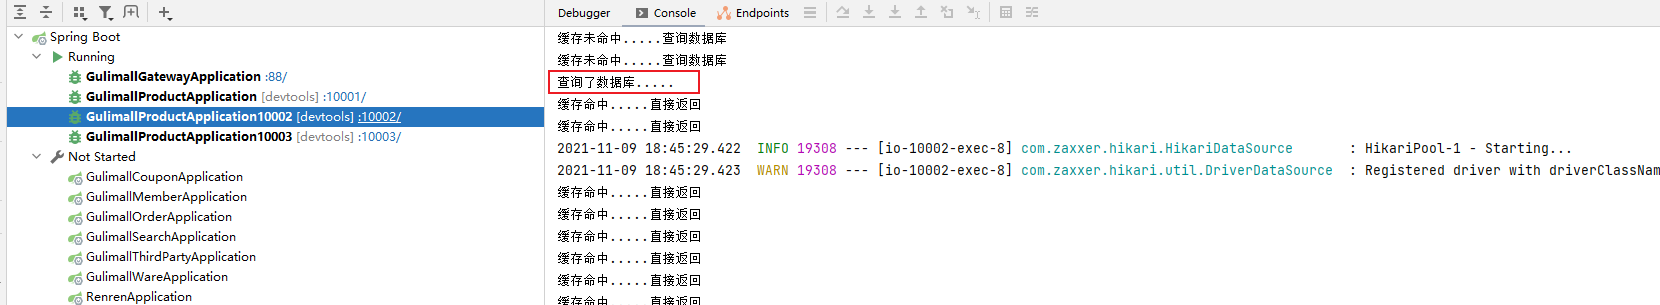 Debugger Console Endpoints
Spring Boot
Running
GulimallGatewayApplication :88/
GulimallProductApplication [devtools] :10001/
GulimallProductApplication10002 [devtools] :10002/
GulimallProductApplication10003 [devtools] :10003/
Not Started
GulimallCouponApplication
GulimallMemberApplication
GulimallOrderApplication
GulimallSearchApplication
GulimallThirdPartyApplication
GulimallWareApplication
RenrenApplication
缓存未命中.....查询数据库
缓存未命中.....查询数据库
查询了数据库.....
缓存命中.....直接返回
缓存命中.....直接返回
2021-11-09 18:45:29.422 INFO 19308 --- [io-10002-exec-8] com.zaxxer.hikari.HikariDataSource : HikariPool-1 - Starting...
2021-11-09 18:45:29.423 WARN 19308 --- [io-10002-exec-8] com.zaxxer.hikari.util.DriverDataSource : Registered driver with driverClassName
缓存命中.....直接返回
缓存命中.....直接返回
缓存命中.....直接返回
缓存命中.....直接返回
缓存命中.....直接返回
缓存命中.....直接返回